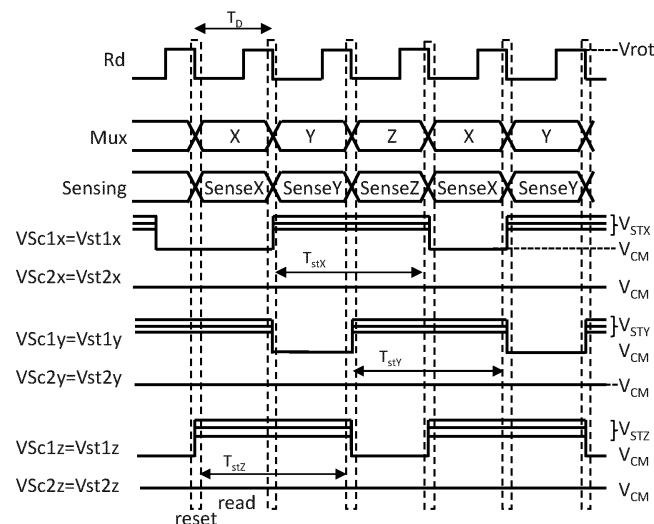 T_D
Rd
Vrot
Mux X Y Z X Y
Sensing SenseX SenseY SenseZ SenseX SenseY
VSc1x=Vst1x V_STX
T_stX V_CM
VSc2x=Vst2x V_CM
VSc1y=Vst1y V_STY
T_stY V_CM
VSc2y=Vst2y V_CM
VSc1z=Vst1z V_STZ
T_stZ V_CM
VSc2z=Vst2z V_CM
read
reset